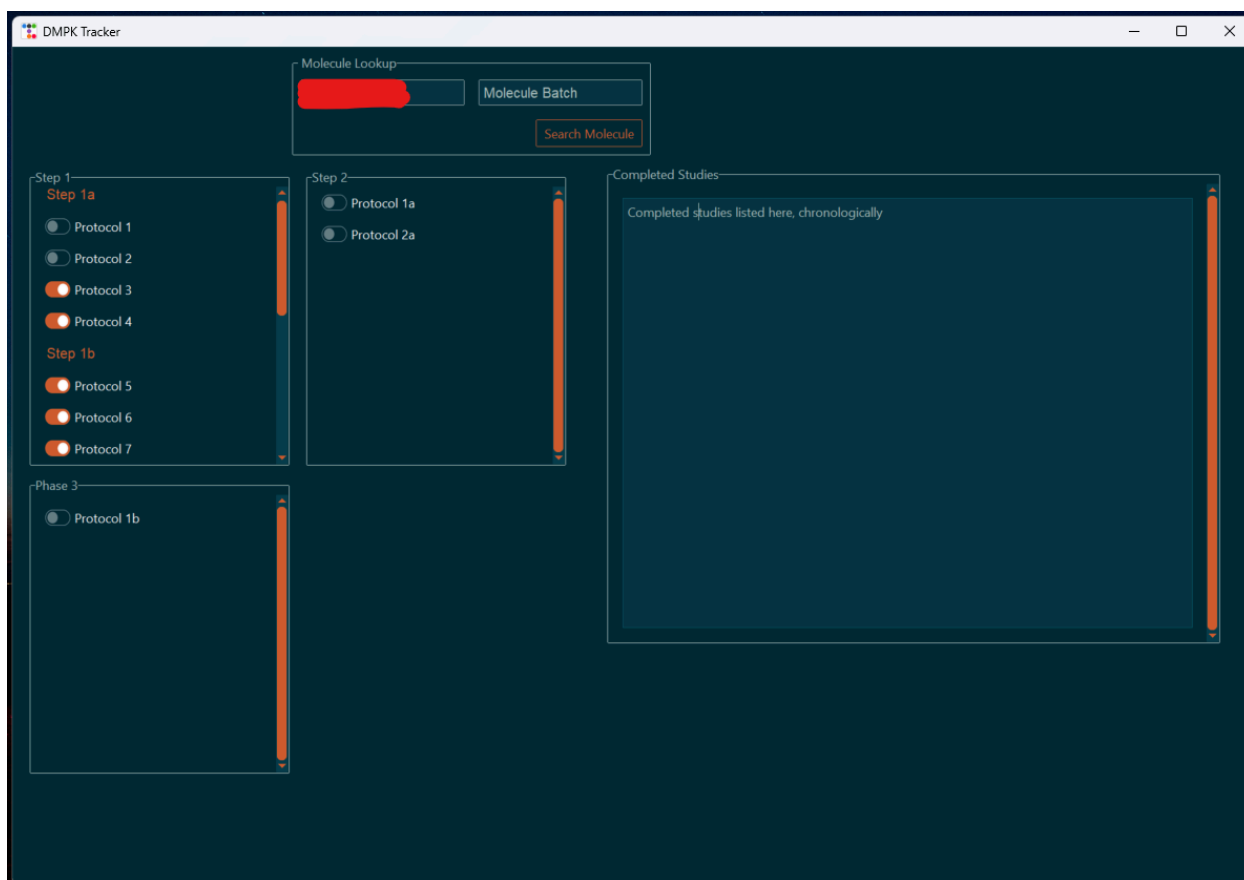 DMPK Tracker
Molecule Lookup
Molecule Batch
Search Molecule
Step 1
Step 1a
Protocol 1
Protocol 2
Protocol 3
Protocol 4
Step 1b
Protocol 5
Protocol 6
Protocol 7
Step 2
Protocol 1a
Protocol 2a
Completed Studies
Completed studies listed here, chronologically
Phase 3
Protocol 1b